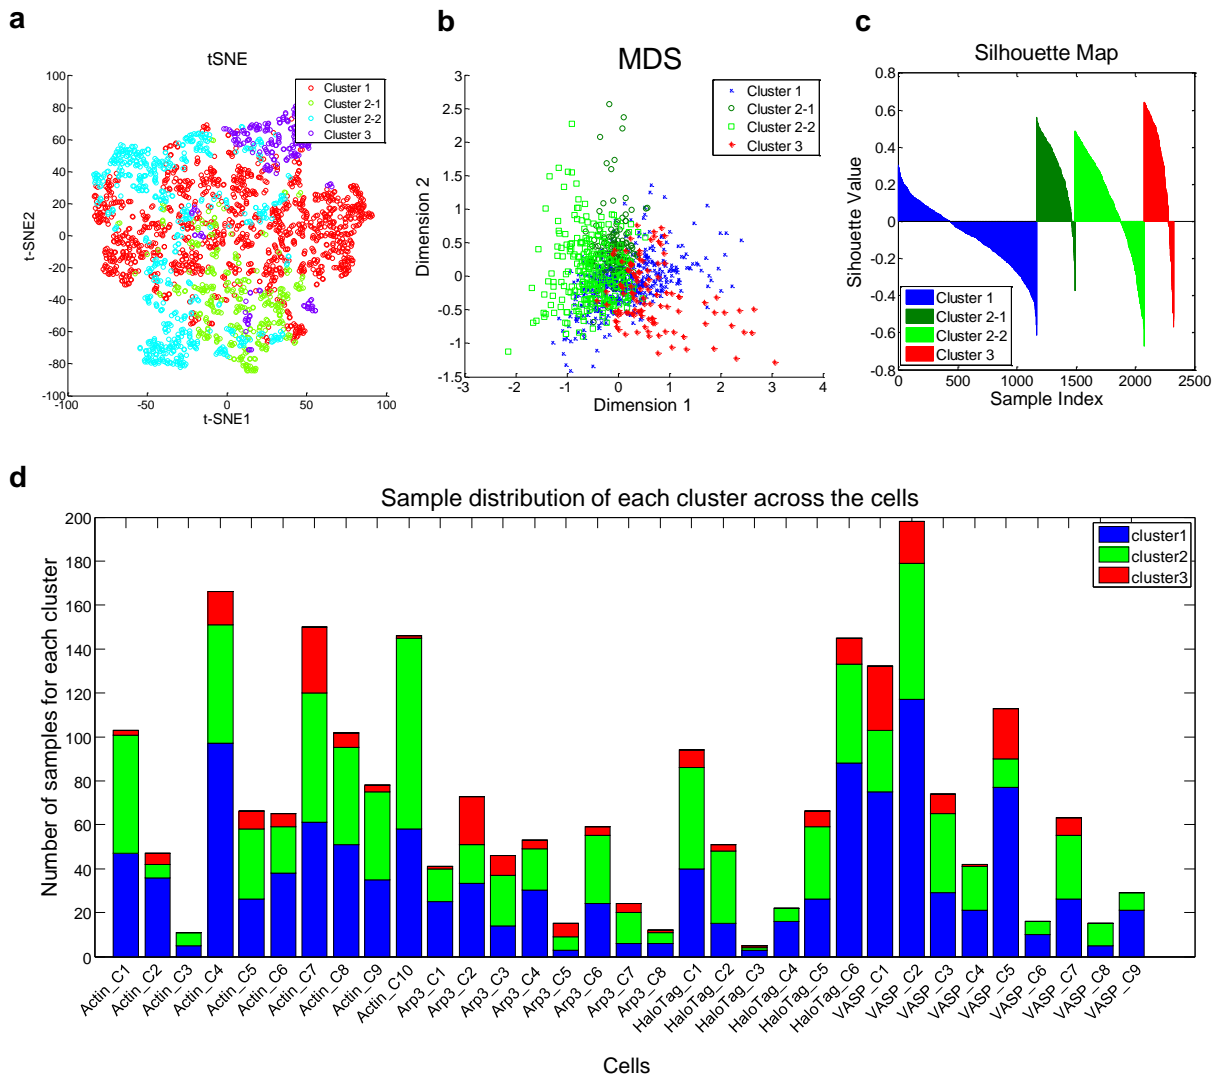 a
tSNE
100
80
60
40
20
0
-20
-40
-60
-80
-100
-100
-50
0
50
100
t-SNE2
t-SNE1
Cluster 1
Cluster 2-1
Cluster 2-2
Cluster 3
b
MDS
3
2.5
2
1.5
1
0.5
0
-0.5
-1
-1.5
-3
-2
-1
0
1
2
3
4
Dimension 2
Dimension 1
Cluster 1
Cluster 2-1
Cluster 2-2
Cluster 3
c
Silhouette Map
0.8
0.6
0.4
0.2
0
-0.2
-0.4
-0.6
-0.8
0
500
1000
1500
2000
2500
Sihouette Value
Sample Index
Cluster 1
Cluster 2-1
Cluster 2-2
Cluster 3
d
Sample distribution of each cluster across the cells
200
180
160
140
120
100
80
60
40
20
0
Number of samples for each cluster
cluster1
cluster2
cluster3
Actin_C1
Actin_C2
Actin_C3
Actin_C4
Actin_C5
Actin_C6
Actin_C7
Actin_C8
Actin_C9
Actin_C10
Arp3_C1
Arp3_C2
Arp3_C3
Arp3_C4
Arp3_C5
Arp3_C6
Arp3_C7
Arp3_C8
HaloTag_C1
HaloTag_C2
HaloTag_C3
HaloTag_C4
HaloTag_C5
HaloTag_C6
VASP_C1
VASP_C2
VASP_C3
VASP_C4
VASP_C5
VASP_C6
VASP_C7
VASP_C8
VASP_C9
Cells